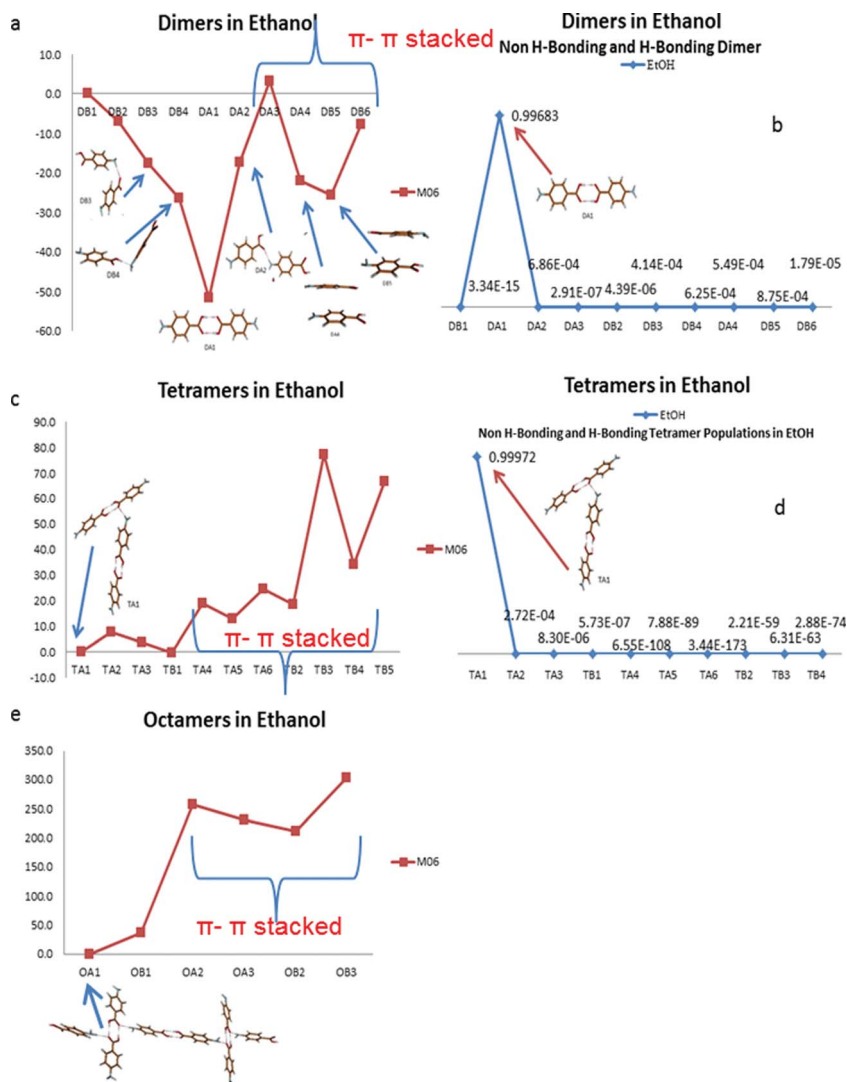 a
Dimers in Ethanol
π- π stacked
10.0
0.0
-10.0
-20.0
-30.0
-40.0
-50.0
-60.0
DB1 DB2 DB3 DB4 DA1 DA2 DA3 DA4 DB5 DB6
M06
DB3
DB4
DA1
DA2
DA4
DB5
Dimers in Ethanol
Non H-Bonding and H-Bonding Dimer
EtOH
b
0.99683
DA1
6.86E-04 4.14E-04 5.49E-04 1.79E-05
3.34E-15 2.91E-07 4.39E-06 6.25E-04 8.75E-04
DB1 DA1 DA2 DA3 DB2 DB3 DB4 DA4 DB5 DB6
c
Tetramers in Ethanol
90.0
80.0
70.0
60.0
50.0
40.0
30.0
20.0
10.0
0.0
-10.0
TA1
M06
π- π stacked
TA1 TA2 TA3 TB1 TA4 TA5 TA6 TB2 TB3 TB4 TB5
Tetramers in Ethanol
EtOH
Non H-Bonding and H-Bonding Tetramer Populations in EtOH
0.99972
d
TA1
2.72E-04 5.73E-07 7.88E-89 2.21E-59 2.88E-74
8.30E-06 6.55E-108 3.44E-173 6.31E-63
TA1 TA2 TA3 TB1 TA4 TA5 TA6 TB2 TB3 TB4
e
Octamers in Ethanol
350.0
300.0
250.0
200.0
150.0
100.0
50.0
0.0
M06
π- π stacked
OA1 OB1 OA2 OA3 OB2 OB3